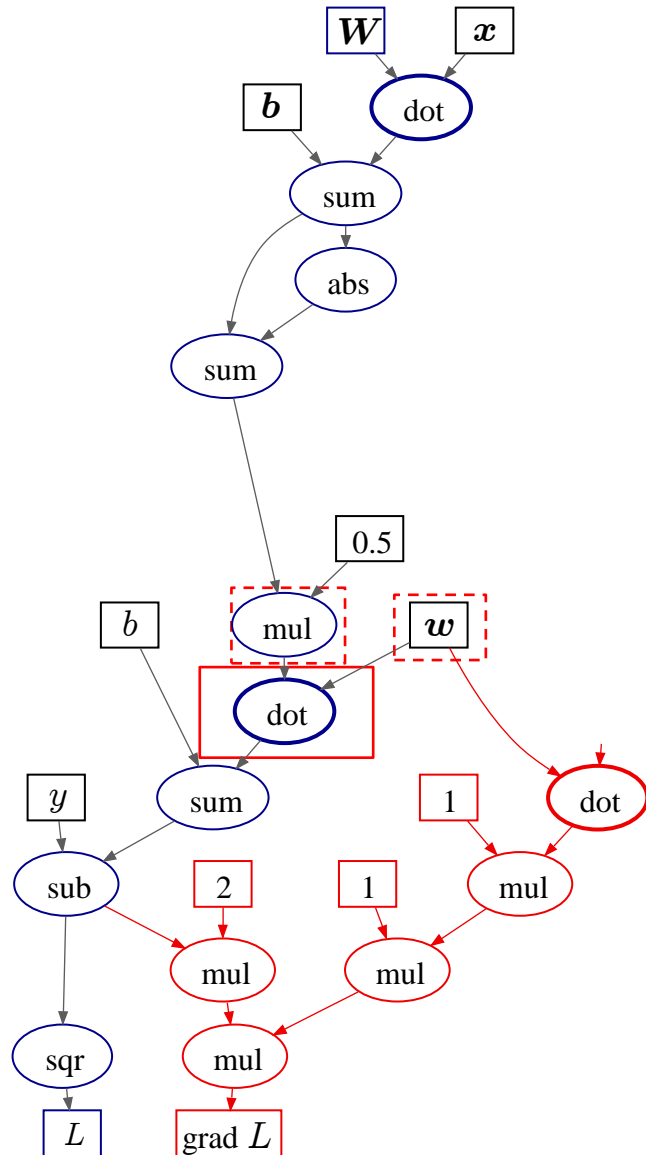 W x
b dot
sum
abs
sum
0.5
b mul w
dot
y sum 1 dot
sub 2 1 mul
mul mul
sqr mul
L grad L